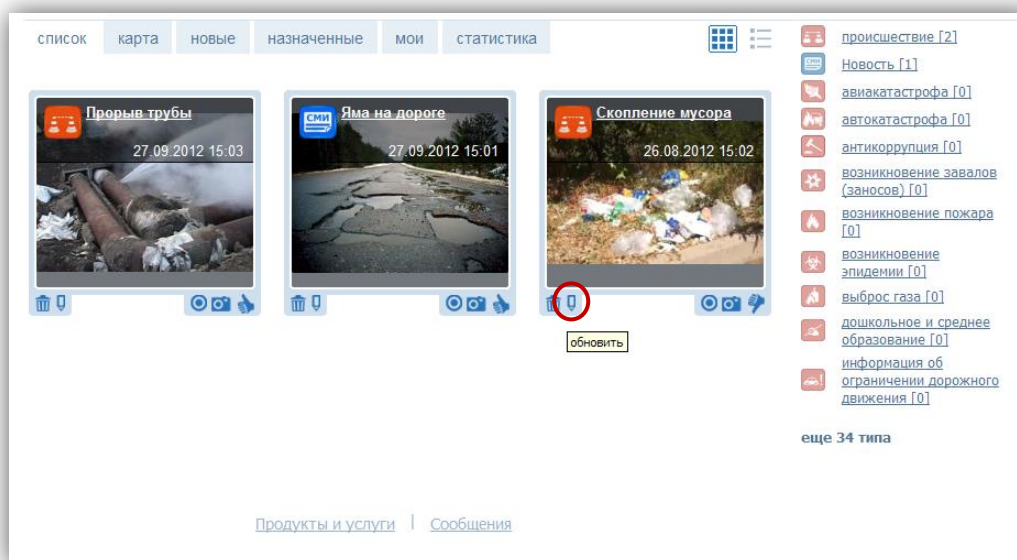 список карта новые назначенные мои статистика
Прорыв трубы
27.09.2012 15:03
СМИ Яма на дороге
27.09.2012 15:01
Скопление мусора
26.08.2012 15:02
обновить
происшествие [2]
СМИ Новость [1]
авиакатастрофа [0]
автокатастрофа [0]
антикоррупция [0]
возникновение завалов
(заносов) [0]
возникновение пожара
[0]
возникновение
эпидемии [0]
выброс газа [0]
дошкольное и среднее
образование [0]
информация об
ограничении дорожного
движения [0]
еще 34 типа
Продукты и услуги | Сообщения